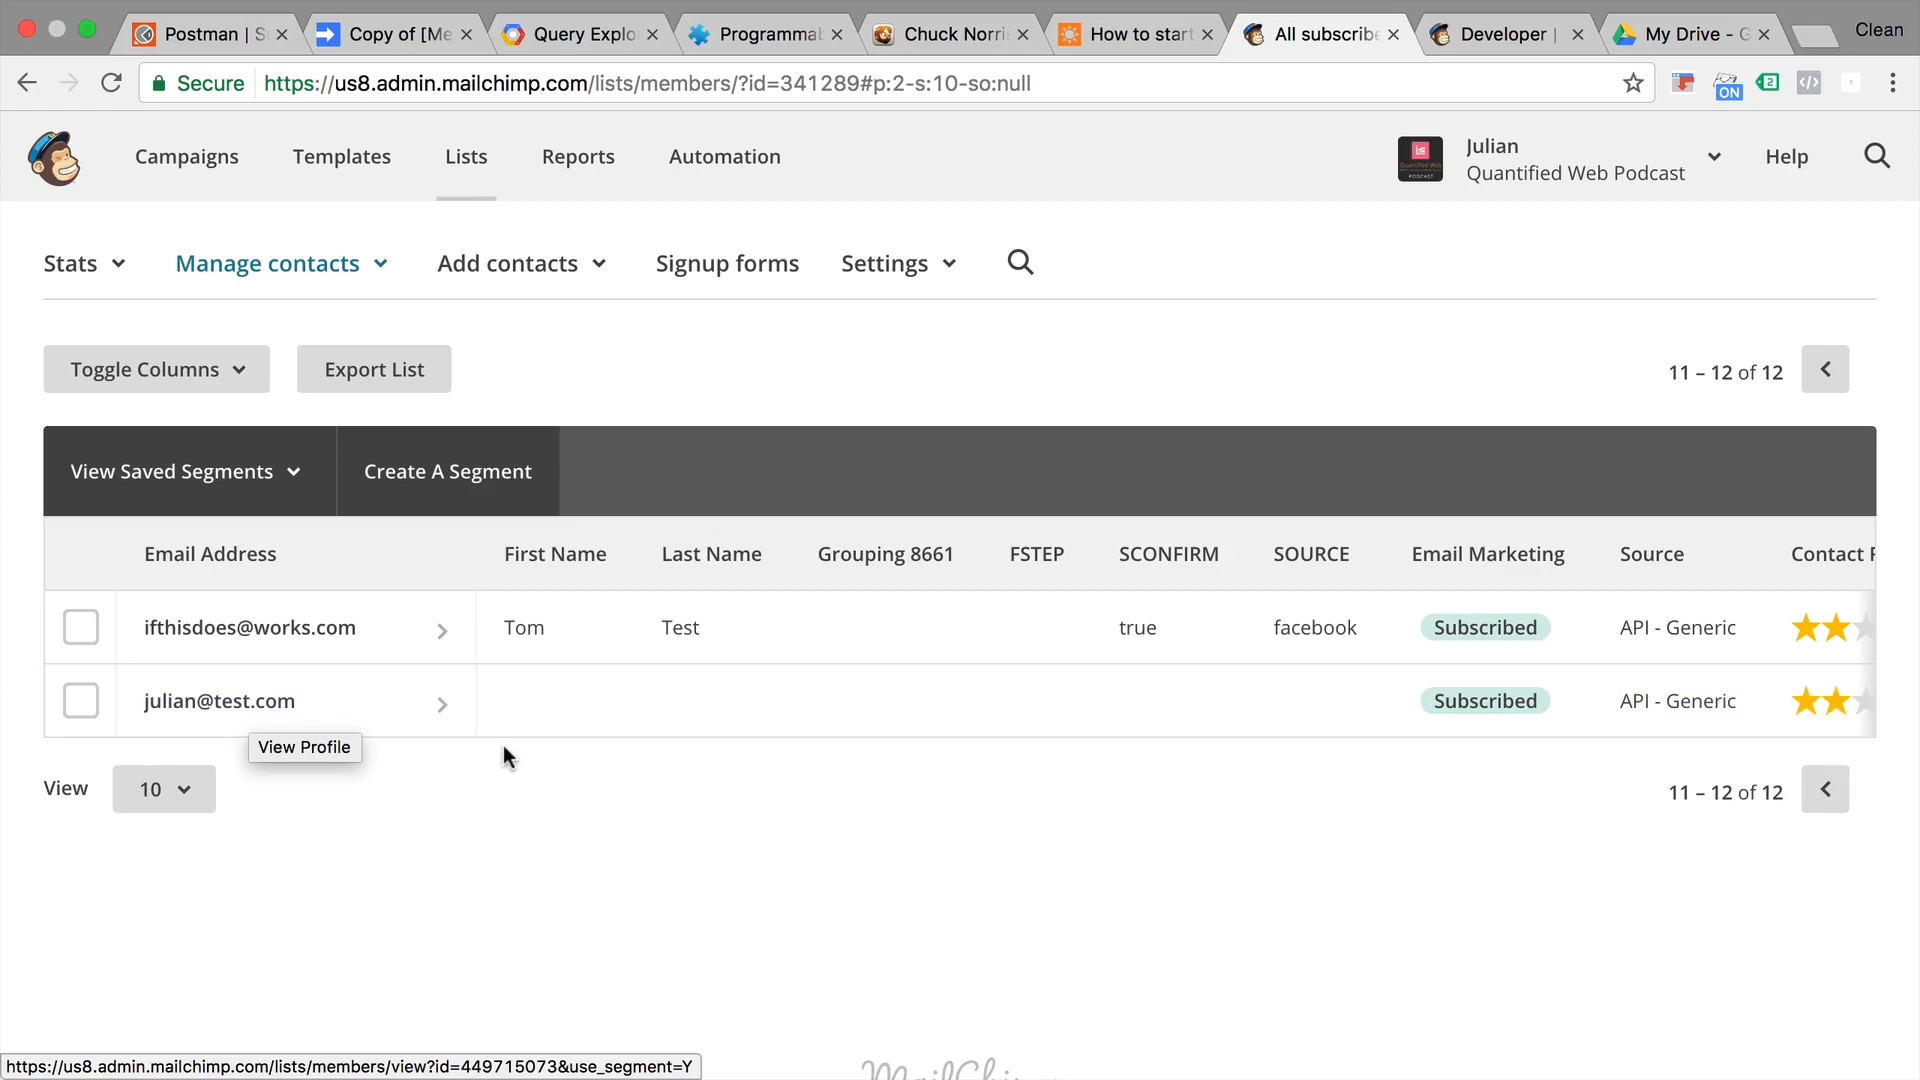 Postman | S
Copy of [Me
Query Explo
Programmab
Chuck Norri
How to start
All subscribe
Developer |
My Drive - G
Clean
Secure
https://us8.admin.mailchimp.com/lists/members/?id=341289#p:2-s:10-so:null
ON
2
Campaigns
Templates
Lists
Reports
Automation
Julian
Quantified Web Podcast
Help
Stats
Manage contacts
Add contacts
Signup forms
Settings
Toggle Columns
Export List
11 – 12 of 12
View Saved Segments
Create A Segment
Email Address First Name Last Name Grouping 8661 FSTEP SCONFIRM SOURCE Email Marketing Source Contact
ifthisdoes@works.com Tom Test true facebook Subscribed API - Generic
julian@test.com Subscribed API - Generic
View Profile
View 10
11 – 12 of 12
https://us8.admin.mailchimp.com/lists/members/view?id=449715073&use_segment=Y